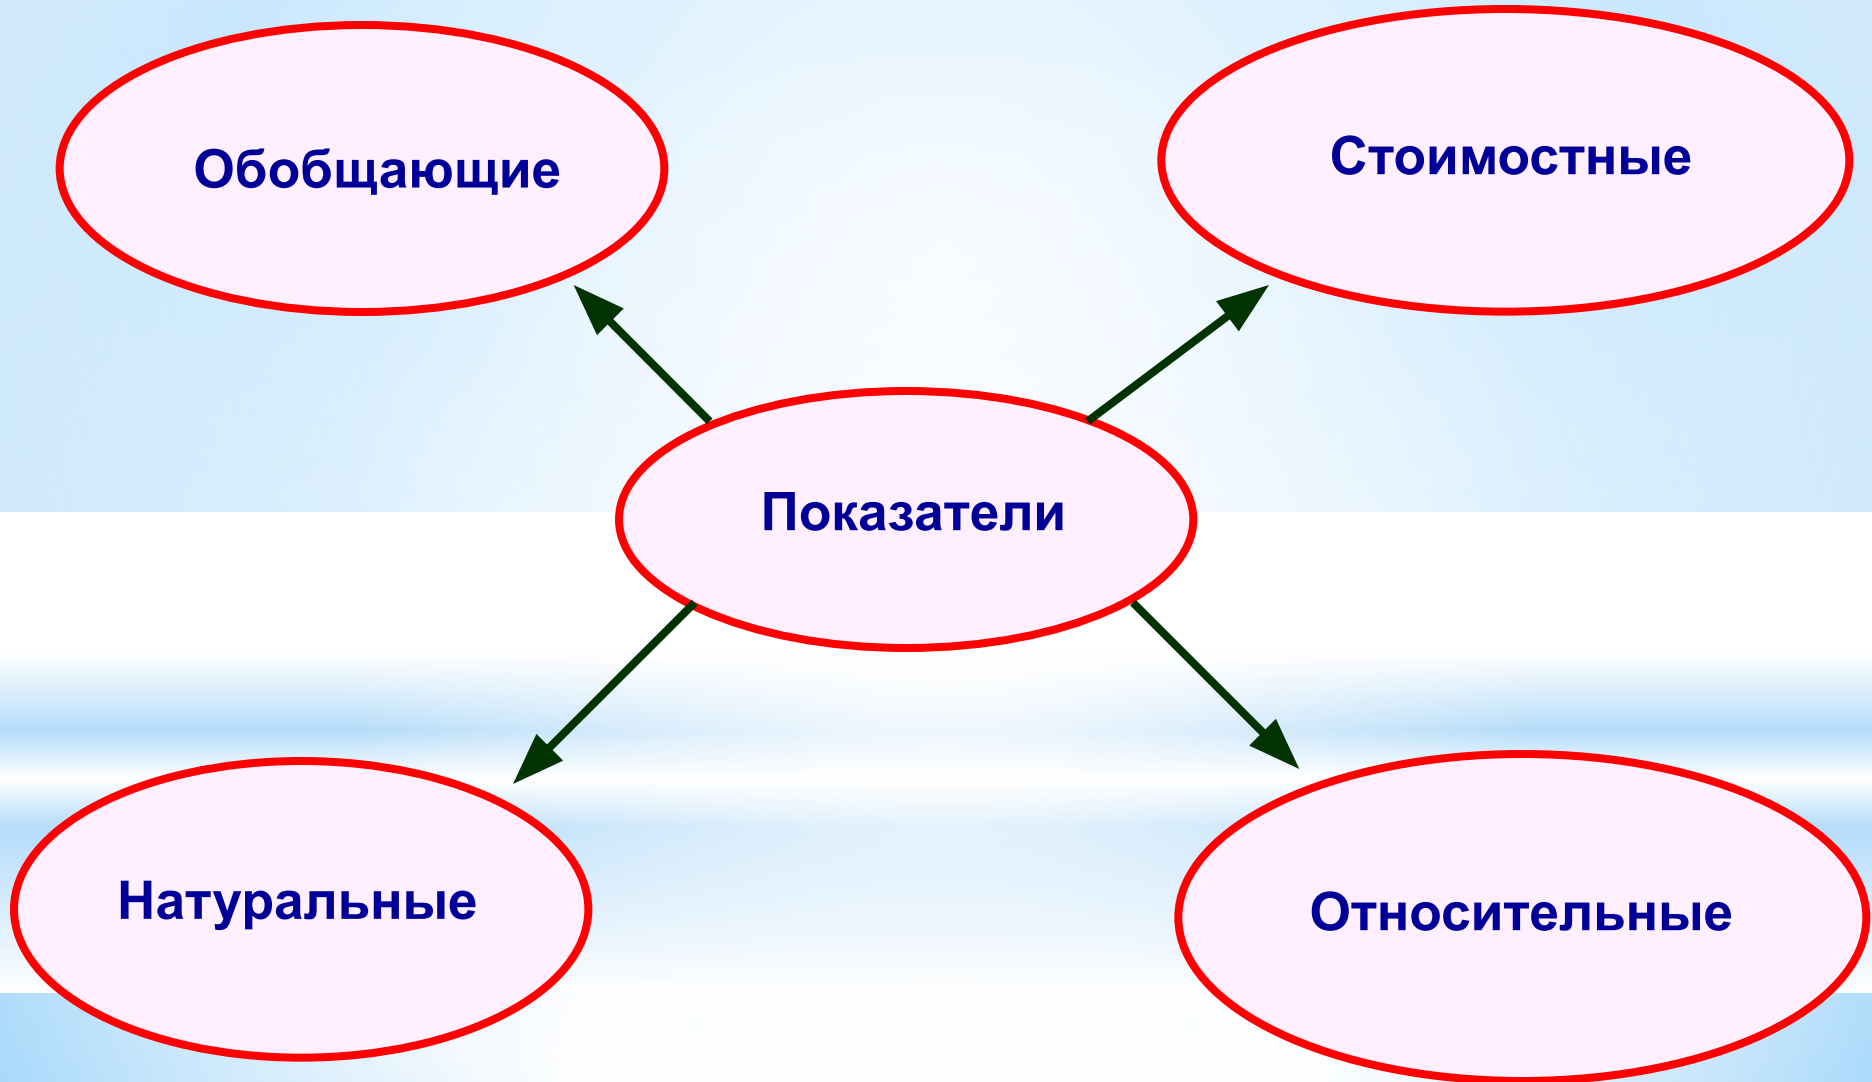 Обобщающие
Стоимостные
Показатели
Натуральные
Относительные